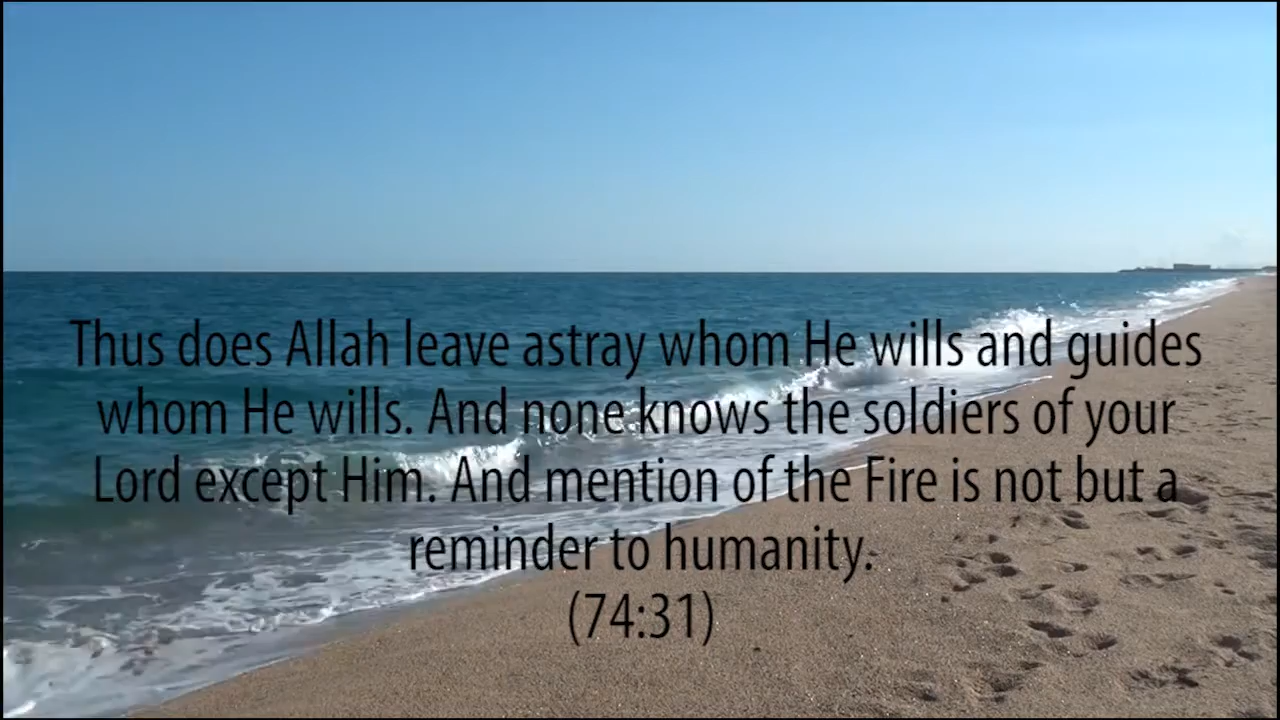 Thus does Allah leave astray whom He wills and guides
whom He wills. And none knows the soldiers of your
Lord except Him. And mention of the Fire is not but a
reminder to humanity.
(74:31)